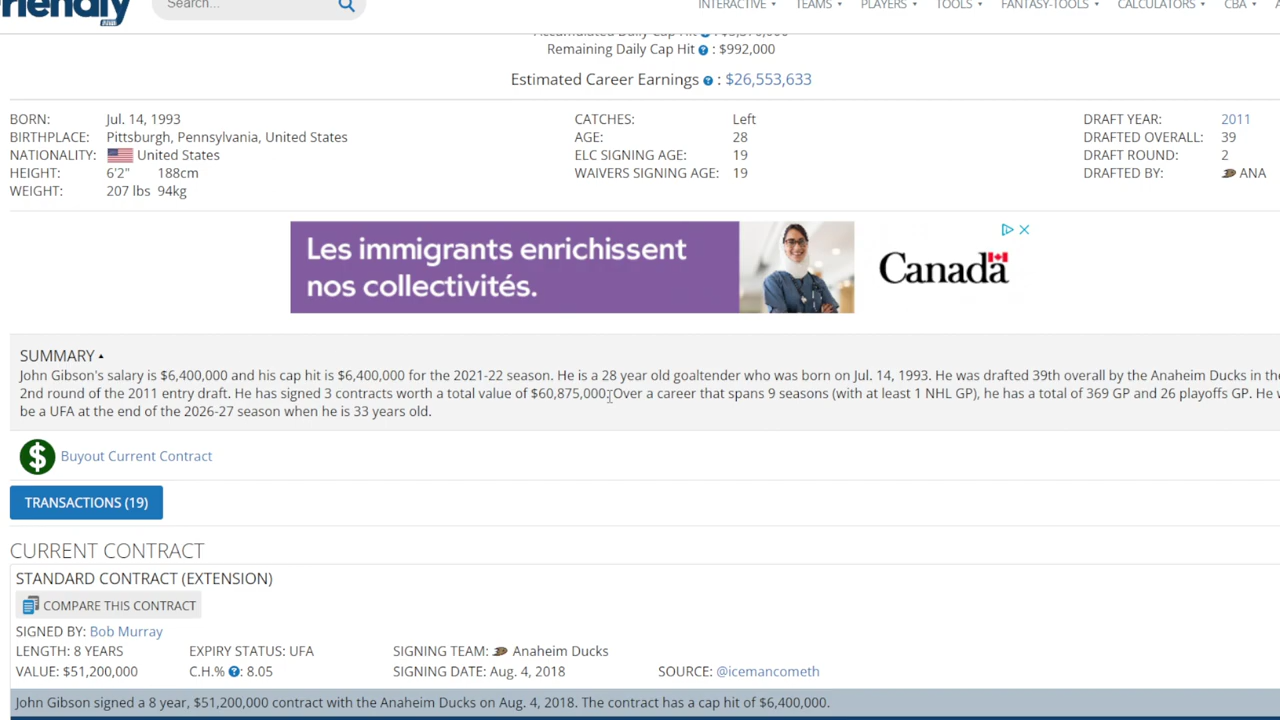 Friendly
Search...
INTERACTIVE
TEAMS
PLAYERS
TOOLS
FANTASY-TOOLS
CALCULATORS
CBA
Remaining Daily Cap Hit : $992,000
Estimated Career Earnings : $26,553,633
BORN: Jul. 14, 1993
BIRTHPLACE: Pittsburgh, Pennsylvania, United States
NATIONALITY: United States
HEIGHT: 6'2" 188cm
WEIGHT: 207 lbs 94kg
CATCHES: Left
AGE: 28
ELC SIGNING AGE: 19
WAIVERS SIGNING AGE: 19
DRAFT YEAR: 2011
DRAFTED OVERALL: 39
DRAFT ROUND: 2
DRAFTED BY: ANA
Les immigrants enrichissent
nos collectivités.
Canada
SUMMARY
John Gibson's salary is $6,400,000 and his cap hit is $6,400,000 for the 2021-22 season. He is a 28 year old goaltender who was born on Jul. 14, 1993. He was drafted 39th overall by the Anaheim Ducks in the
2nd round of the 2011 entry draft. He has signed 3 contracts worth a total value of $60,875,000. Over a career that spans 9 seasons (with at least 1 NHL GP), he has a total of 369 GP and 26 playoffs GP. He
be a UFA at the end of the 2026-27 season when he is 33 years old.
$ Buyout Current Contract
TRANSACTIONS (19)
CURRENT CONTRACT
STANDARD CONTRACT (EXTENSION)
COMPARE THIS CONTRACT
SIGNED BY: Bob Murray
LENGTH: 8 YEARS EXPIRY STATUS: UFA SIGNING TEAM: Anaheim Ducks
VALUE: $51,200,000 C.H.% : 8.05 SIGNING DATE: Aug. 4, 2018 SOURCE: @icemancometh
John Gibson signed a 8 year, $51,200,000 contract with the Anaheim Ducks on Aug. 4, 2018. The contract has a cap hit of $6,400,000.